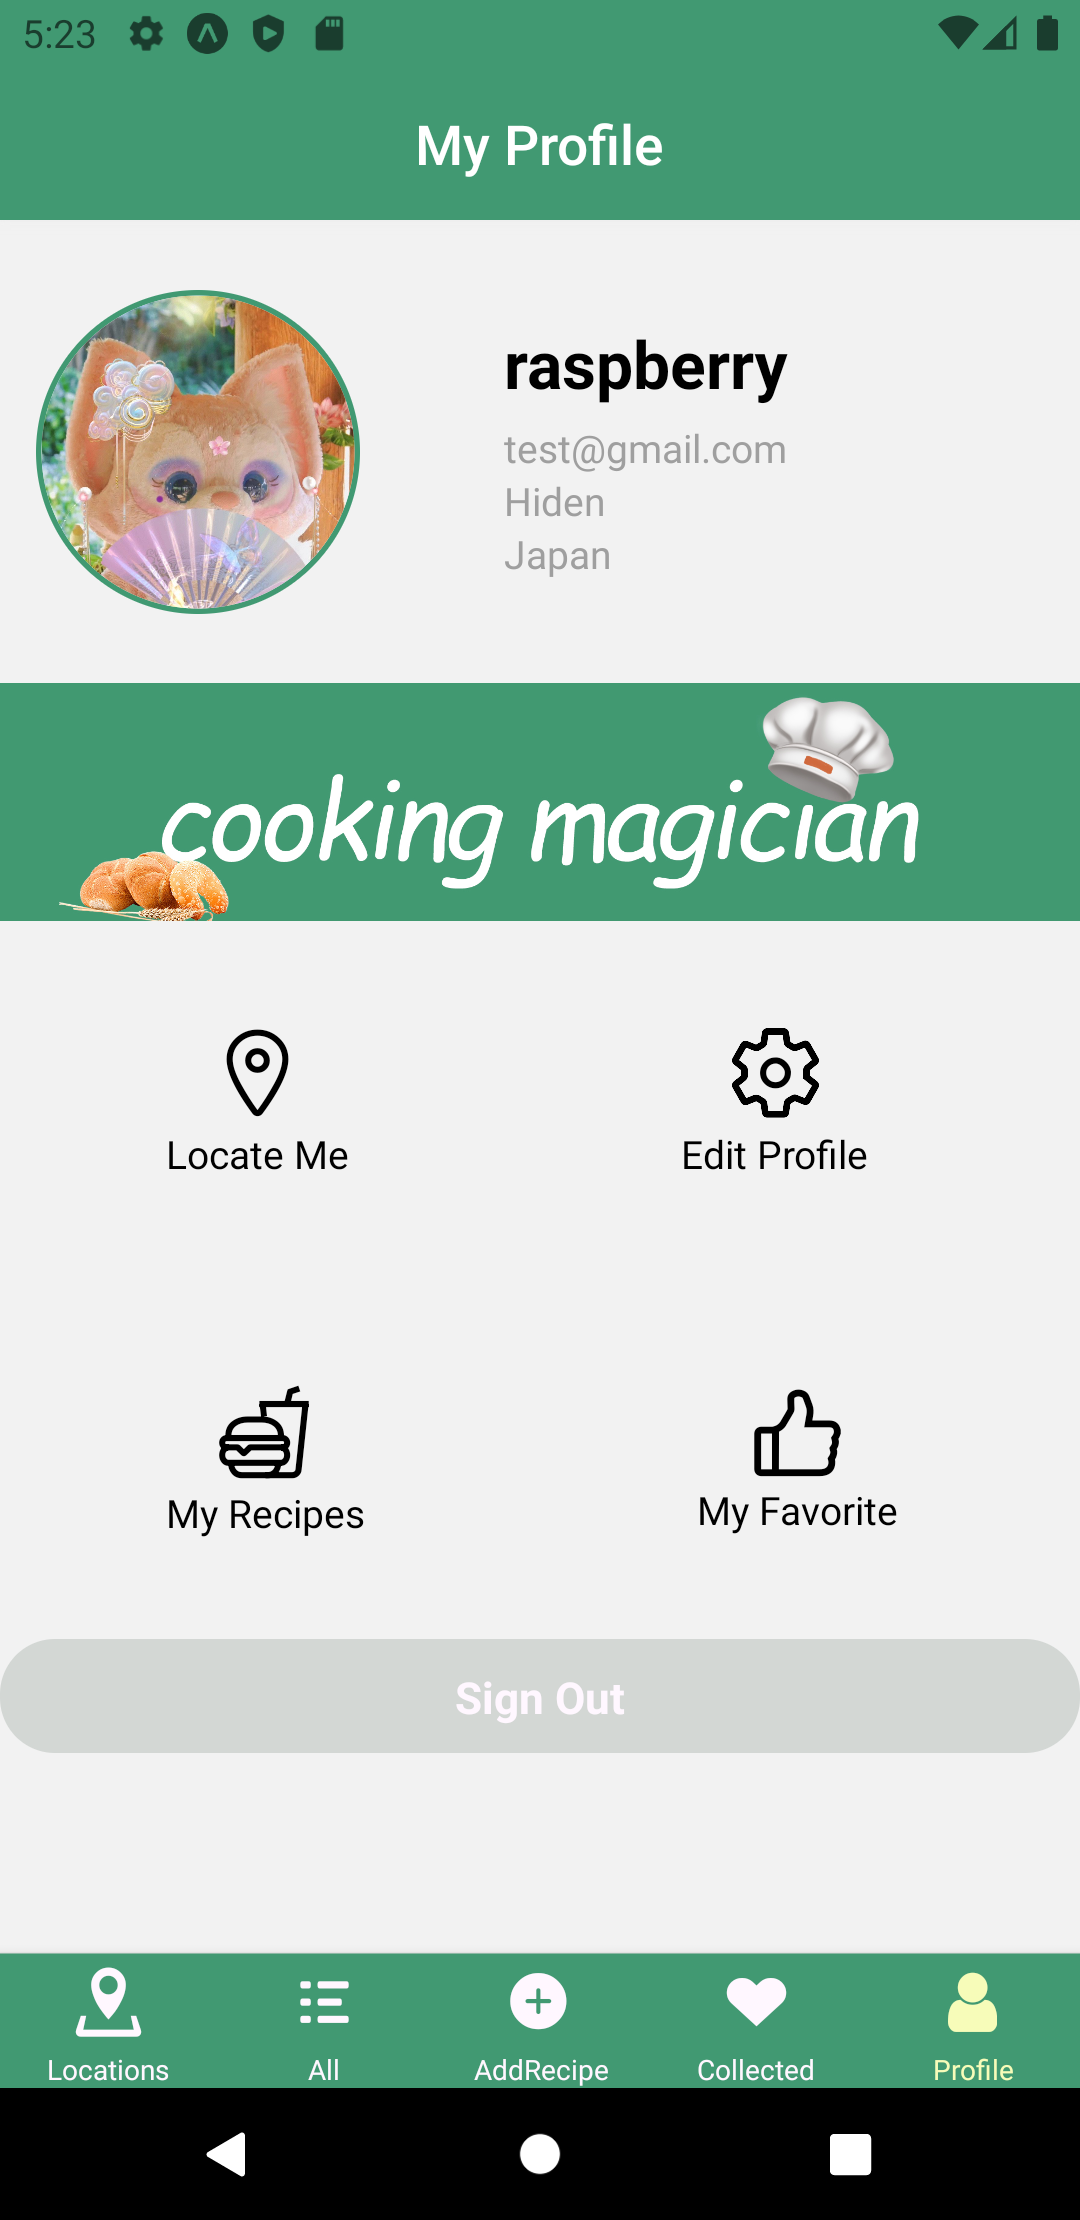 5:23
My Profile
raspberry
test@gmail.com
Hiden
Japan
cooking magician
Locate Me
Edit Profile
My Recipes
My Favorite
Sign Out
Locations
All
AddRecipe
Collected
Profile